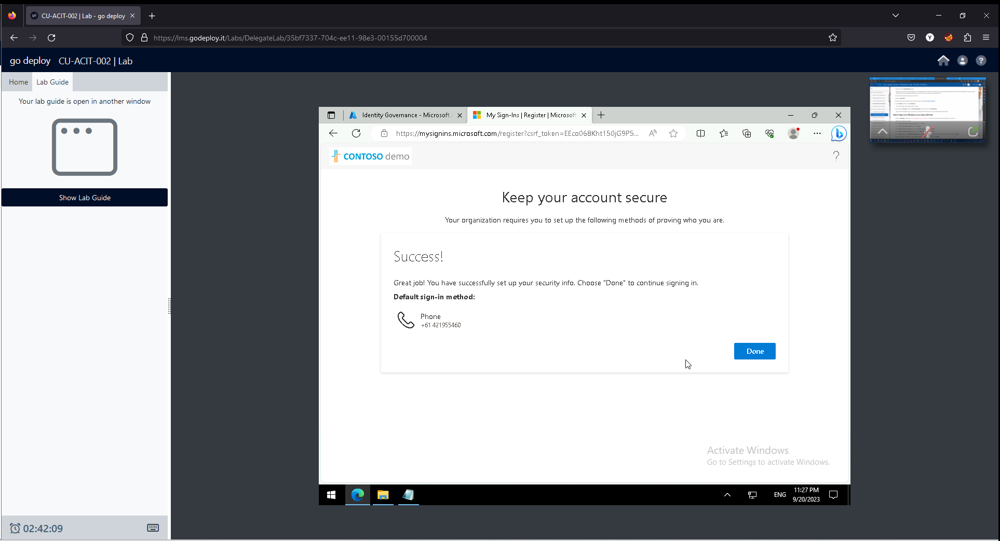 CU-ACIT-002 | Lab - go deploy
https://lms.godeploy.it/Labs/DelegateLab/35bf7337-704c-ee11-98e3-00155d700004
Y
go deploy CU-ACIT-002 | Lab
?
Home Lab Guide
Your lab guide is open in another window
Show Lab Guide
Identity Governance - Microsoft A
My Sign-Ins | Register | Microsoft
https://mysignins.microsoft.com/register?csrf_token=EEco068Kht150jG9P5...
CONTOSO demo
?
Keep your account secure
Your organization requires you to set up the following methods of proving who you are.
Success!
Great job! You have successfully set up your security info. Choose "Done" to continue signing in.
Default sign-in method:
Phone
+61 421955460
Done
Activate Windows
Go to Settings to activate Windows.
ENG
11:27 PM
9/20/2023
02:42:09